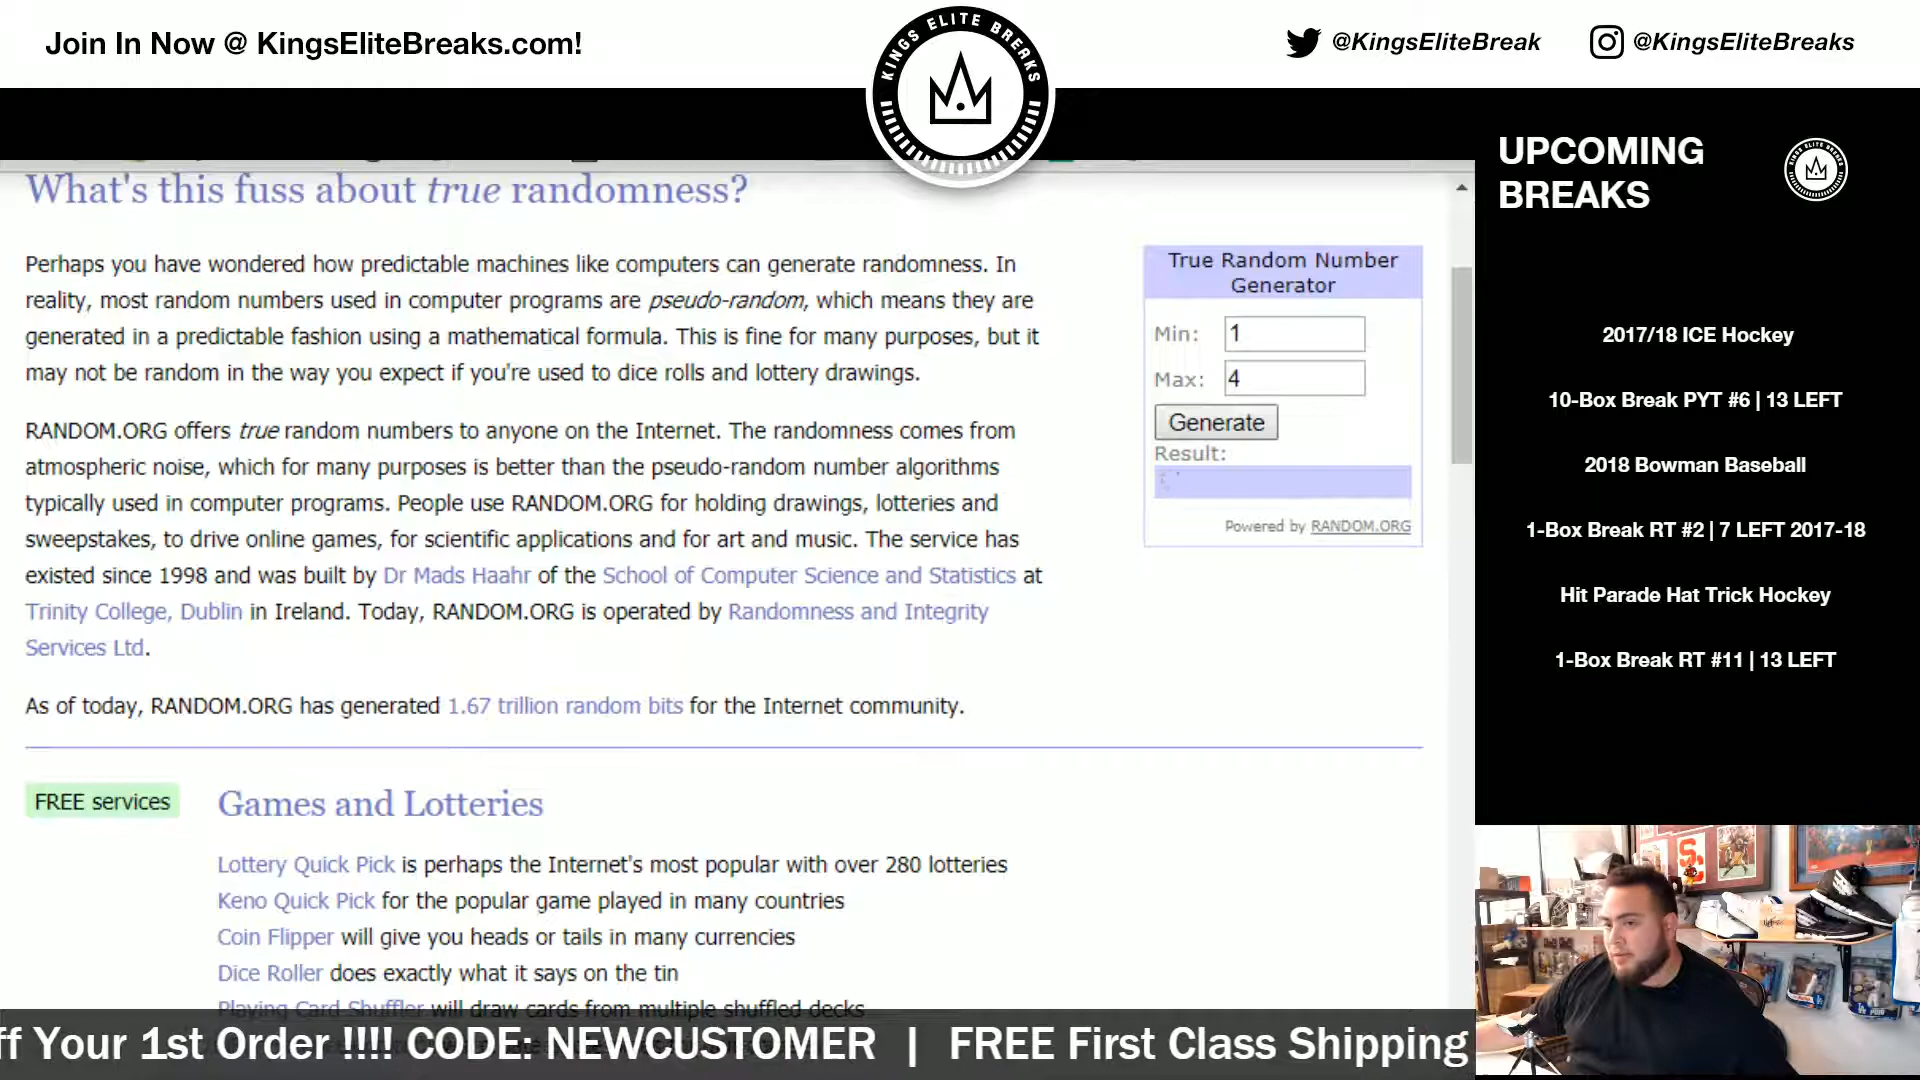 Join In Now @ KingsEliteBreaks.com!
KINGS ELITE BREAKS
@KingsEliteBreak
@KingsEliteBreaks
UPCOMING
BREAKS
2017/18 ICE Hockey
10-Box Break PYT #6 | 13 LEFT
2018 Bowman Baseball
1-Box Break RT #2 | 7 LEFT 2017-18
Hit Parade Hat Trick Hockey
1-Box Break RT #11 | 13 LEFT
What's this fuss about true randomness?
Perhaps you have wondered how predictable machines like computers can generate randomness. In
reality, most random numbers used in computer programs are pseudo-random, which means they are
generated in a predictable fashion using a mathematical formula. This is fine for many purposes, but it
may not be random in the way you expect if you're used to dice rolls and lottery drawings.
RANDOM.ORG offers true random numbers to anyone on the Internet. The randomness comes from
atmospheric noise, which for many purposes is better than the pseudo-random number algorithms
typically used in computer programs. People use RANDOM.ORG for holding drawings, lotteries and
sweepstakes, to drive online games, for scientific applications and for art and music. The service has
existed since 1998 and was built by Dr Mads Haahr of the School of Computer Science and Statistics at
Trinity College, Dublin in Ireland. Today, RANDOM.ORG is operated by Randomness and Integrity
Services Ltd.
As of today, RANDOM.ORG has generated 1.67 trillion random bits for the Internet community.
True Random Number
Generator
Min: 1
Max: 4
Generate
Result:
Powered by RANDOM.ORG
FREE services
Games and Lotteries
Lottery Quick Pick is perhaps the Internet's most popular with over 280 lotteries
Keno Quick Pick for the popular game played in many countries
Coin Flipper will give you heads or tails in many currencies
Dice Roller does exactly what it says on the tin
Playing Card Shuffler will draw cards from multiple shuffled decks
ff Your 1st Order !!!! CODE: NEWCUSTOMER | FREE First Class Shipping